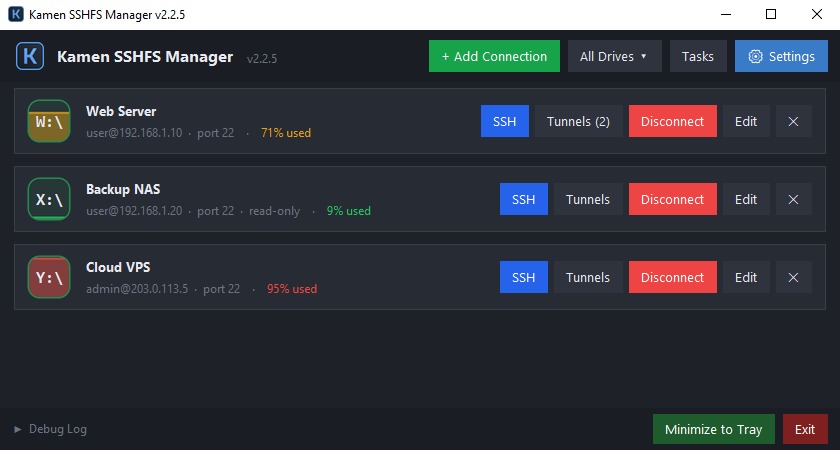 Kamen SSHFS Manager v2.2.5
K Kamen SSHFS Manager v2.2.5 + Add Connection All Drives ▾ Tasks Settings
W:\ Web Server
user@192.168.1.10 · port 22 · 71% used
SSH Tunnels (2) Disconnect Edit ×
X:\ Backup NAS
user@192.168.1.20 · port 22 · read-only · 9% used
SSH Tunnels Disconnect Edit ×
Y:\ Cloud VPS
admin@203.0.113.5 · port 22 · 95% used
SSH Tunnels Disconnect Edit ×
▶ Debug Log Minimize to Tray Exit